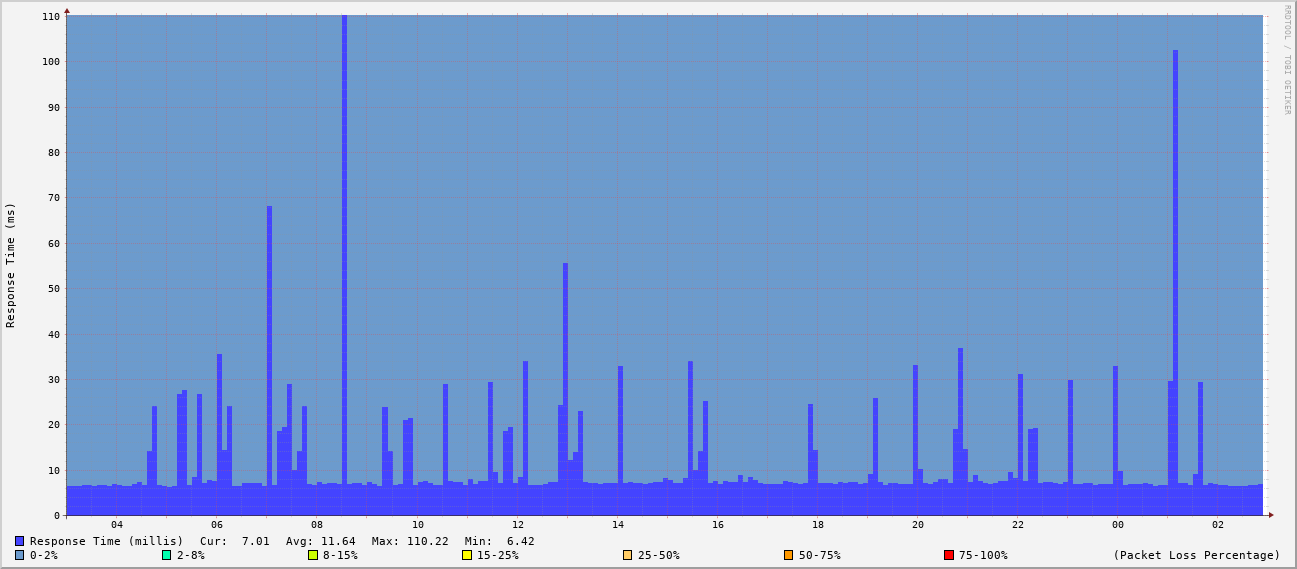 RRDTOOL / TOBI OETIKER
Response Time (ms)
110
100
90
80
70
60
50
40
30
20
10
0
04 06 08 10 12 14 16 18 20 22 00 02
Response Time (millis) Cur: 7.01 Avg: 11.64 Max: 110.22 Min: 6.42
0-2% 2-8% 8-15% 15-25% 25-50% 50-75% 75-100% (Packet Loss Percentage)